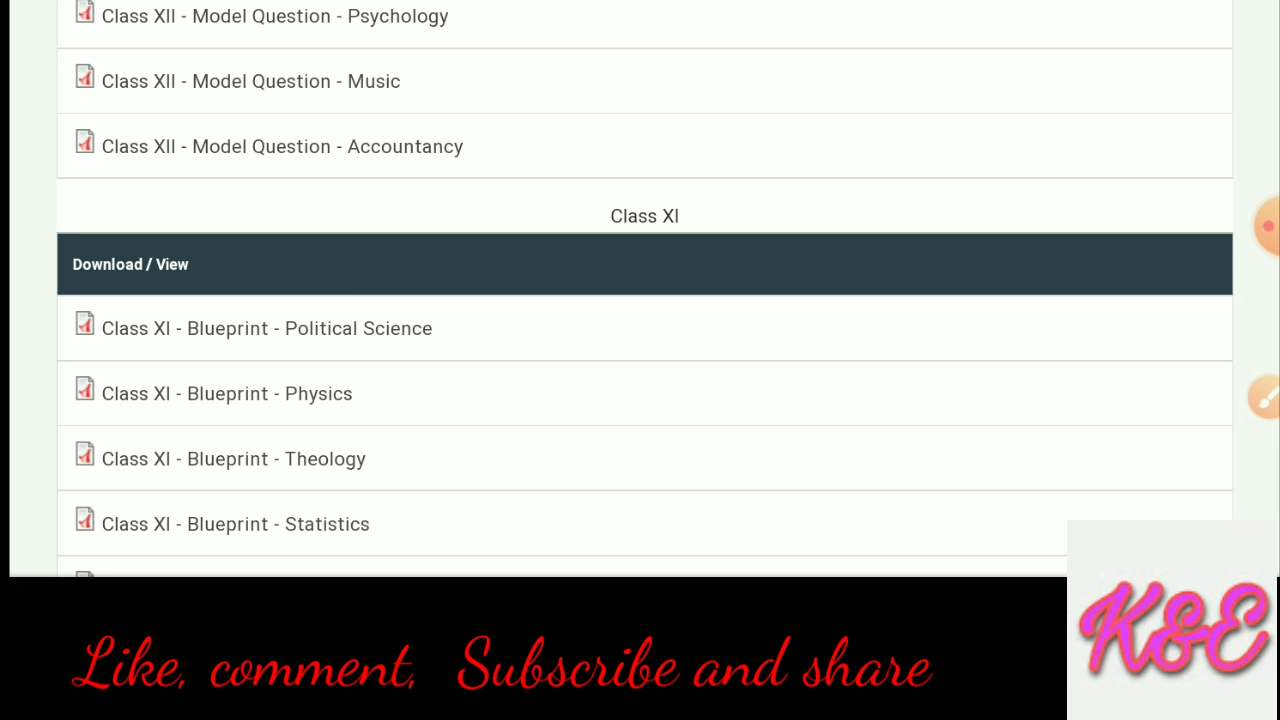 Class XII - Model Question - Psychology
Class XII - Model Question - Music
Class XII - Model Question - Accountancy
Class XI
Download / View
Class XI - Blueprint - Political Science
Class XI - Blueprint - Physics
Class XI - Blueprint - Theology
Class XI - Blueprint - Statistics
Like, comment, Subscribe and share
K&E